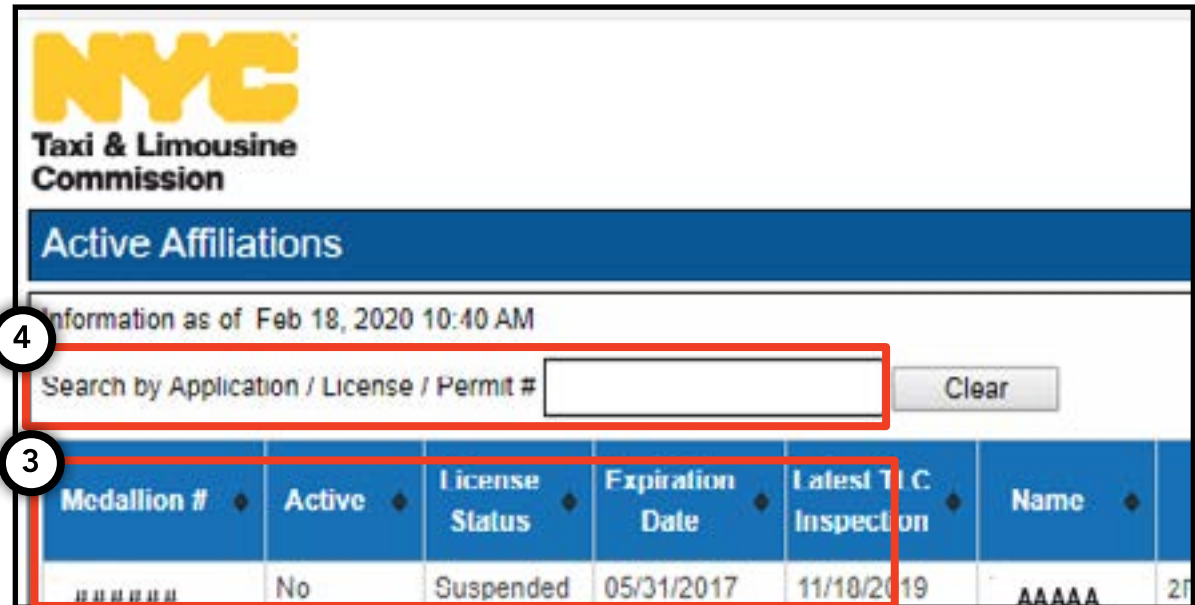 NYC
Taxi & Limousine
Commission
Active Affiliations
Information as of Feb 18, 2020 10:40 AM
4
Search by Application / License / Permit #
Clear
3
Medallion # Active License Status Expiration Date Latest TLC Inspection Name
###### No Suspended 05/31/2017 11/18/2019 AAAAA